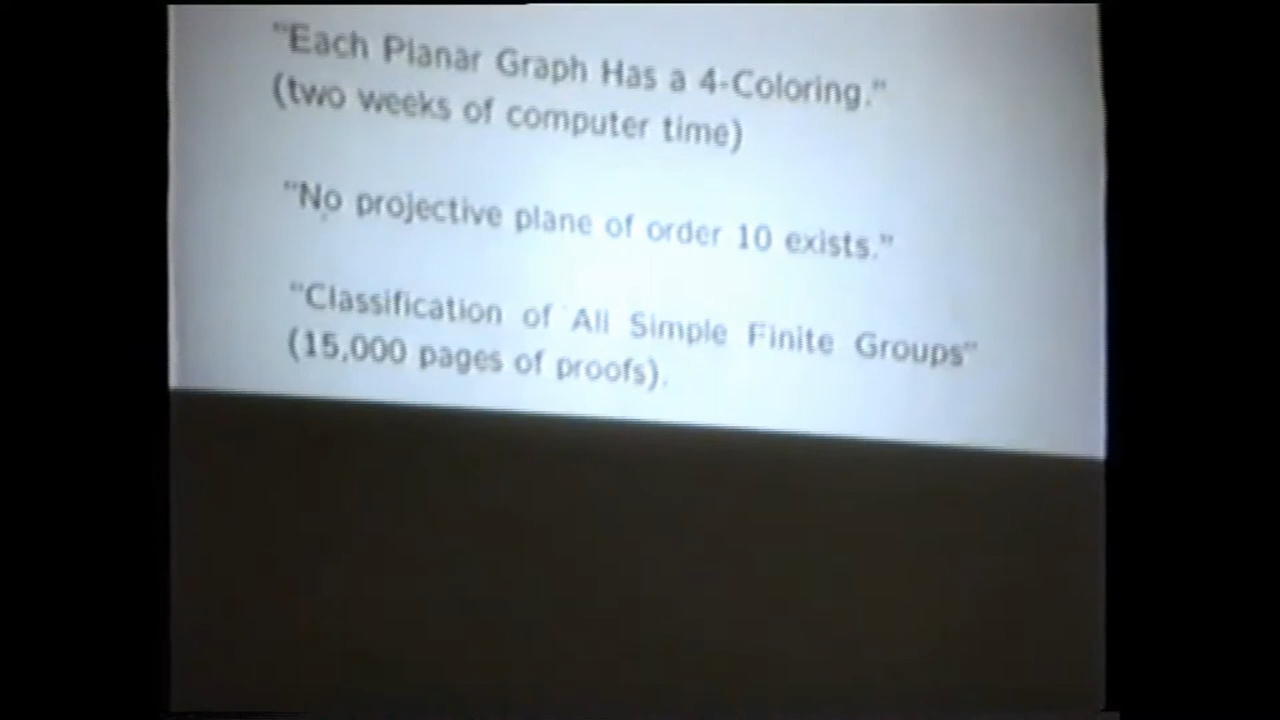 "Each Planar Graph Has a 4-Coloring."
(two weeks of computer time)
"No projective plane of order 10 exists."
"Classification of All Simple Finite Groups"
(15,000 pages of proofs).